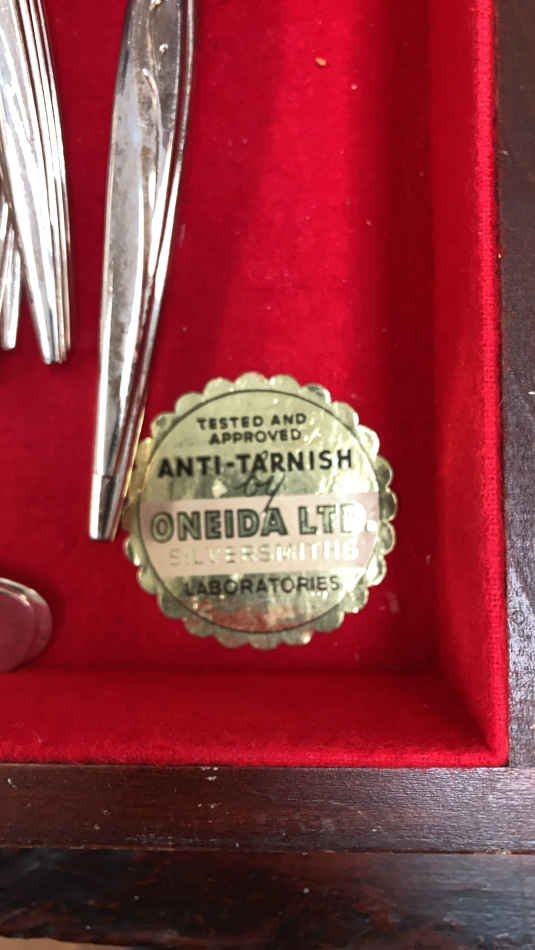 TESTED AND
APPROVED
ANTI-TARNISH
by
ONEIDA LTD.
SILVERSMITHS
LABORATORIES